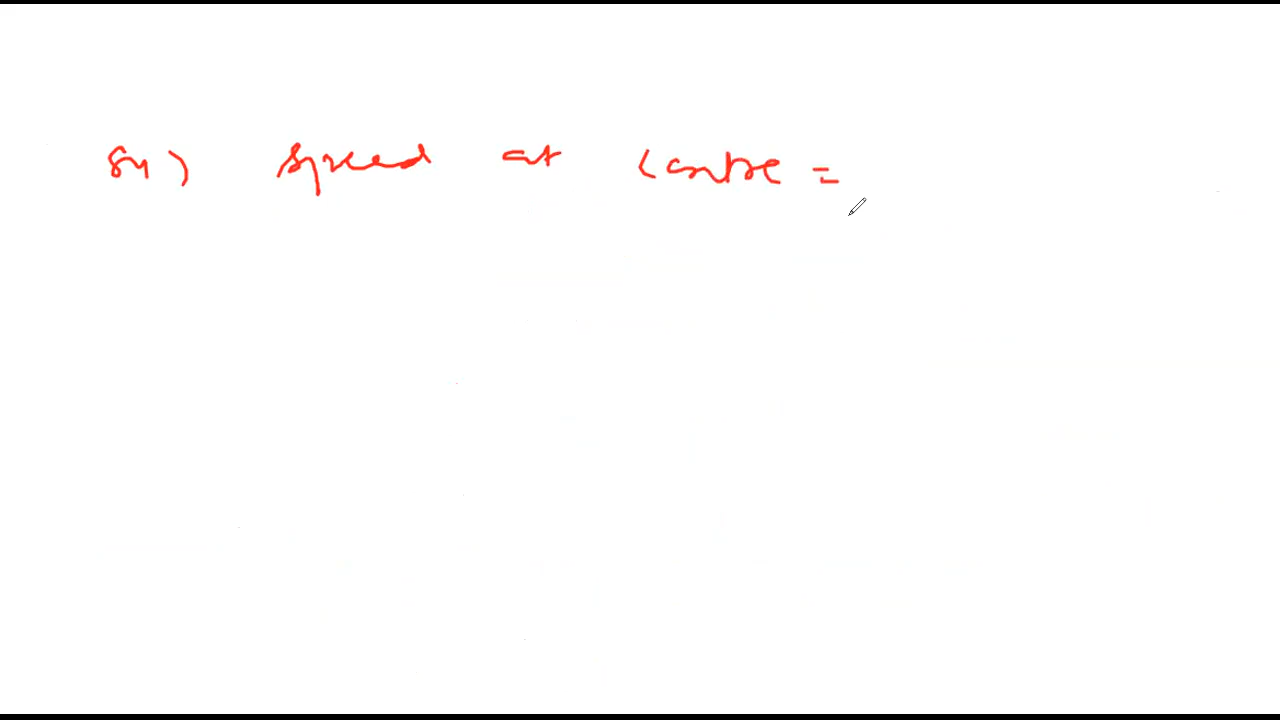 84) Speed at centre =